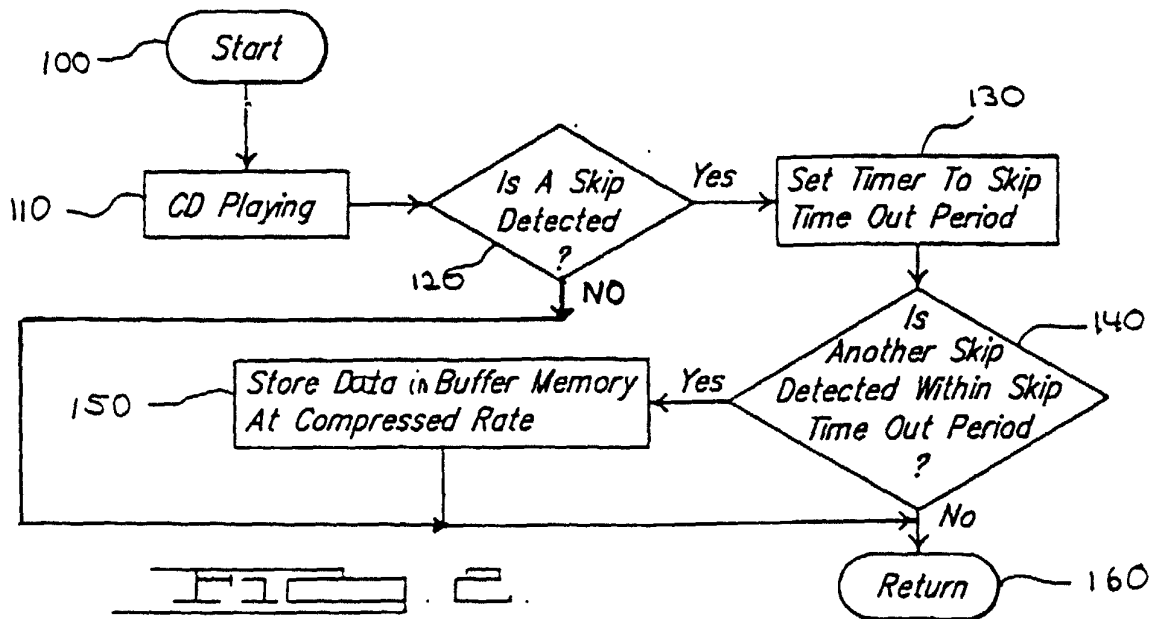 Start
100
CD Playing
110
Is A Skip
Detected
?
120
Yes
NO
130
Set Timer To Skip
Time Out Period
Is
Another Skip
Detected Within Skip
Time Out Period
?
140
Yes
No
Store Data in Buffer Memory
At Compressed Rate
150
Return
160
FIG. 2.